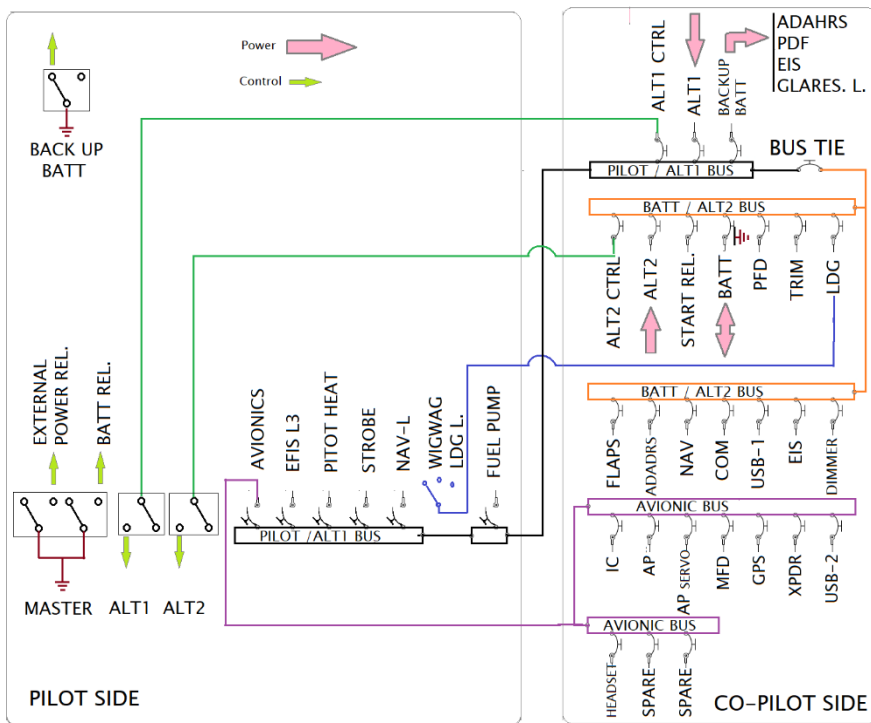 Power
Control
BACK UP
BATT
ALT1 CTRL
ALT1
BACKUP
BATT
ADAHRS
PDF
EIS
GLARES. L.
BUS TIE
PILOT / ALT1 BUS
BATT / ALT2 BUS
ALT2 CTRL
ALT2
START REL.
BATT
PFD
TRIM
LDG
EXTERNAL
POWER REL.
BATT REL.
AVIONICS
EFIS L3
PITOT HEAT
STROBE
NAV-L
WIGWAG
LDG L.
FUEL PUMP
BATT / ALT2 BUS
FLAPS
ADADRS
NAV
COM
USB-1
EIS
DIMMER
AVIONIC BUS
PILOT /ALT1 BUS
IC
AP
AP SERVO
MFD
GPS
XPDR
USB-2
MASTER
ALT1
ALT2
AVIONIC BUS
HEADSET
SPARE
SPARE
PILOT SIDE
CO-PILOT SIDE